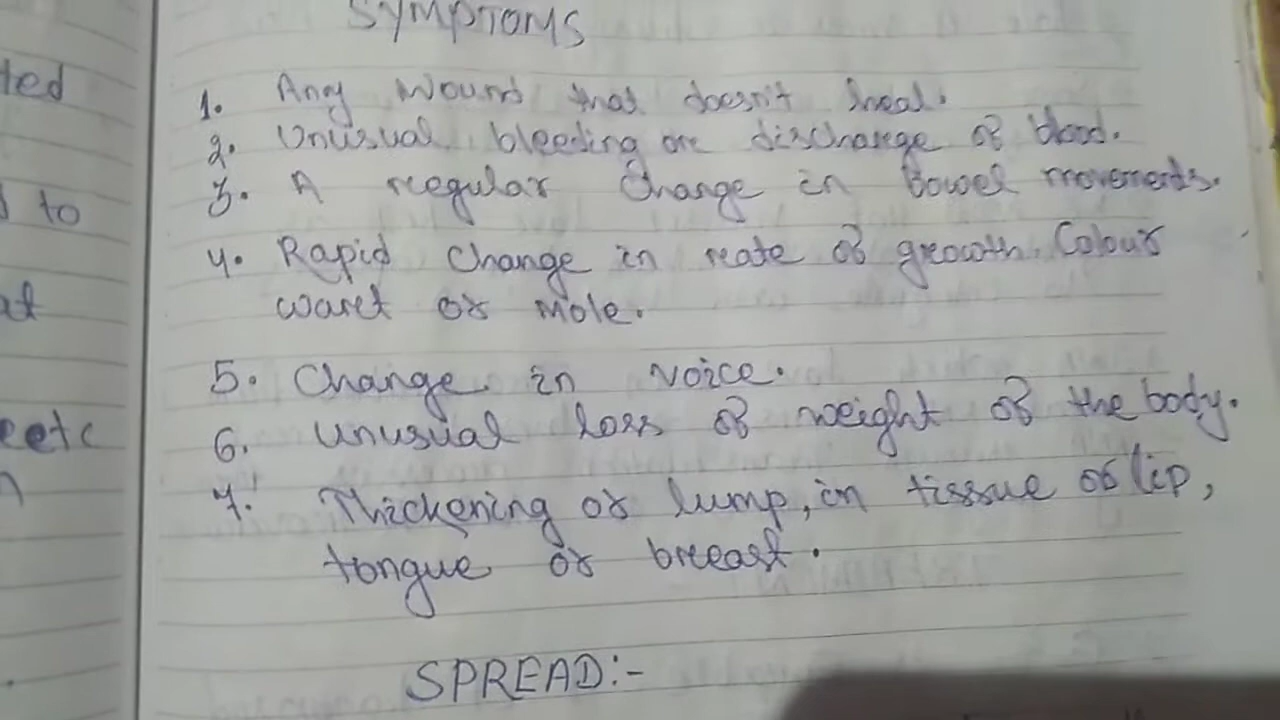 SYMPTOMS
ted
1. Any wound that doesn't heal.
2. Unusual bleeding or discharge of blood.
3. A regular Change in Bowel movements.
to
4. Rapid Change in rate of growth, Colour
wart or Mole.
5. Change in voice.
eetc
6. Unusual loss of weight of the body.
7. Thickening or lump, in tissue of lip,
tongue or breast.
SPREAD:-